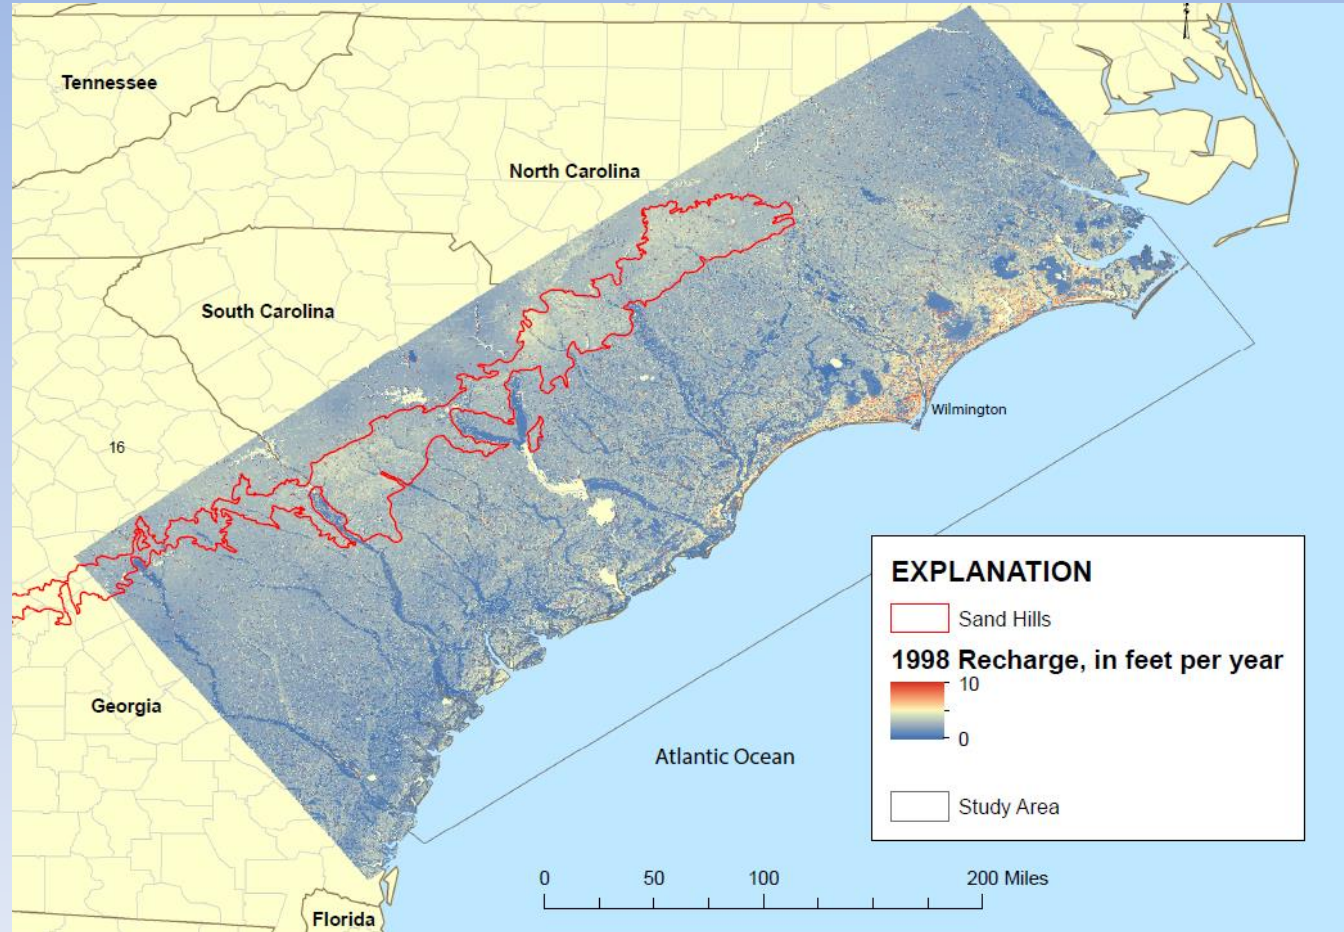 Tennessee
North Carolina
South Carolina
16
Wilmington
Georgia
Atlantic Ocean
Florida
EXPLANATION
Sand Hills
1998 Recharge, in feet per year
10
0
Study Area
0 50 100 200 Miles